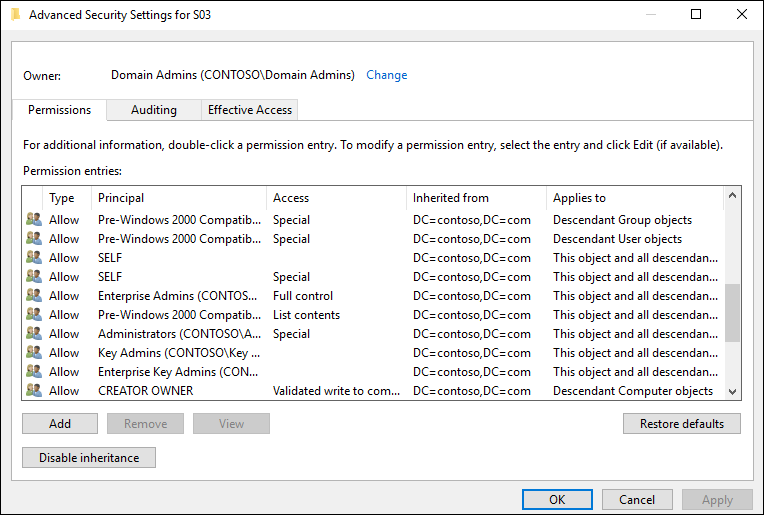 Advanced Security Settings for S03
Owner: Domain Admins (CONTOSO\Domain Admins) Change
Permissions Auditing Effective Access
For additional information, double-click a permission entry. To modify a permission entry, select the entry and click Edit (if available).
Permission entries:
Type Principal Access Inherited from Applies to
Allow Pre-Windows 2000 Compatib... Special DC=contoso,DC=com Descendant Group objects
Allow Pre-Windows 2000 Compatib... Special DC=contoso,DC=com Descendant User objects
Allow SELF DC=contoso,DC=com This object and all descendan...
Allow SELF Special DC=contoso,DC=com This object and all descendan...
Allow Enterprise Admins (CONTOS... Full control DC=contoso,DC=com This object and all descendan...
Allow Pre-Windows 2000 Compatib... List contents DC=contoso,DC=com This object and all descendan...
Allow Administrators (CONTOSO\A... Special DC=contoso,DC=com This object and all descendan...
Allow Key Admins (CONTOSO\Key ... DC=contoso,DC=com This object and all descendan...
Allow Enterprise Key Admins (CON... DC=contoso,DC=com This object and all descendan...
Allow CREATOR OWNER Validated write to com... DC=contoso,DC=com Descendant Computer objects
Add Remove View Restore defaults
Disable inheritance
OK Cancel Apply